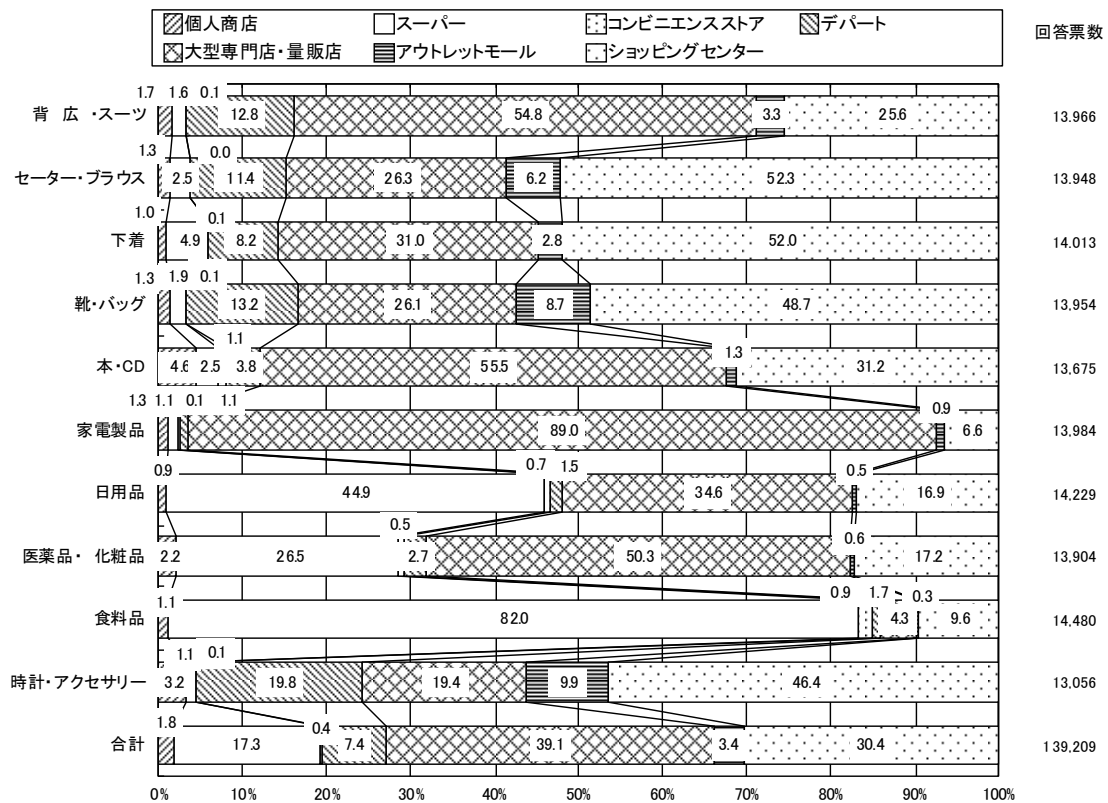 個人商店 スーパー コンビニエンスストア デパート
大型専門店・量販店 アウトレットモール ショッピングセンター
回答票数
1.7 1.6 0.1
背 広 ・スーツ 12.8 54.8 3.3 25.6 13,966
1.3 0.0
セーター・ブラウス 2.5 11.4 26.3 6.2 52.3 13,948
1.0 0.1
下着 4.9 8.2 31.0 2.8 52.0 14,013
1.3 1.9 0.1
靴・バッグ 13.2 26.1 8.7 48.7 13,954
1.1 1.3
本・CD 4.6 2.5 3.8 55.5 31.2 13,675
1.3 1.1 0.1 1.1 0.9
家電製品 89.0 6.6 13,984
0.9 0.7 1.5 0.5
日用品 44.9 34.6 16.9 14,229
0.5 0.6
医薬品・ 化粧品 2.2 26.5 2.7 50.3 17.2 13,904
1.1 0.9 1.7 0.3
食料品 82.0 4.3 9.6 14,480
1.1 0.1
時計・アクセサリー 3.2 19.8 19.4 9.9 46.4 13,056
1.8 0.4
合計 17.3 7.4 39.1 3.4 30.4 139,209
0% 10% 20% 30% 40% 50% 60% 70% 80% 90% 100%